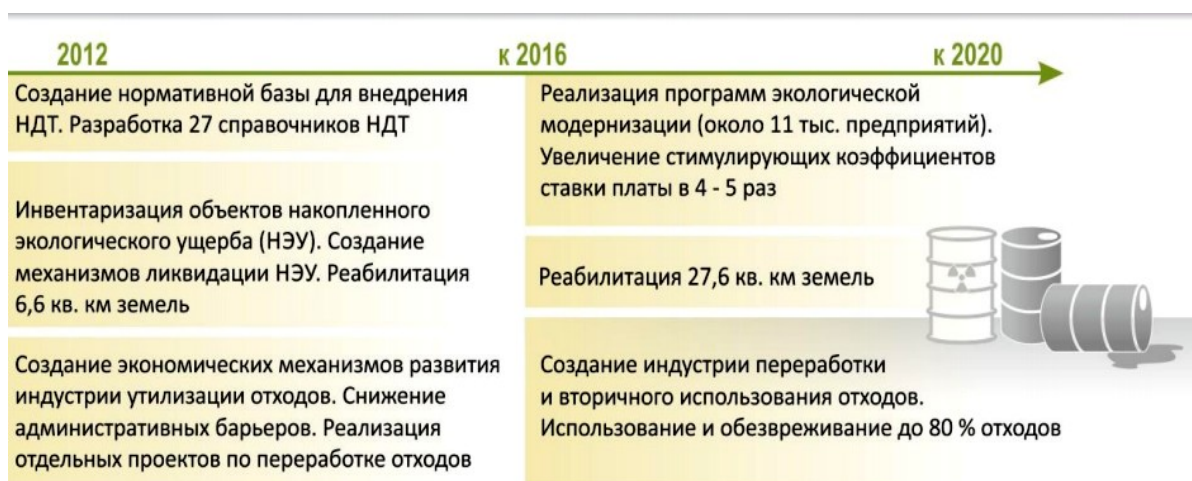 2012
к 2016
к 2020
Создание нормативной базы для внедрения
НДТ. Разработка 27 справочников НДТ
Инвентаризация объектов накопленного
экологического ущерба (НЭУ). Создание
механизмов ликвидации НЭУ. Реабилитация
6,6 кв. км земель
Создание экономических механизмов развития
индустрии утилизации отходов. Снижение
административных барьеров. Реализация
отдельных проектов по переработке отходов
Реализация программ экологической
модернизации (около 11 тыс. предприятий).
Увеличение стимулирующих коэффициентов
ставки платы в 4 - 5 раз
Реабилитация 27,6 кв. км земель
Создание индустрии переработки
и вторичного использования отходов.
Использование и обезвреживание до 80 % отходов